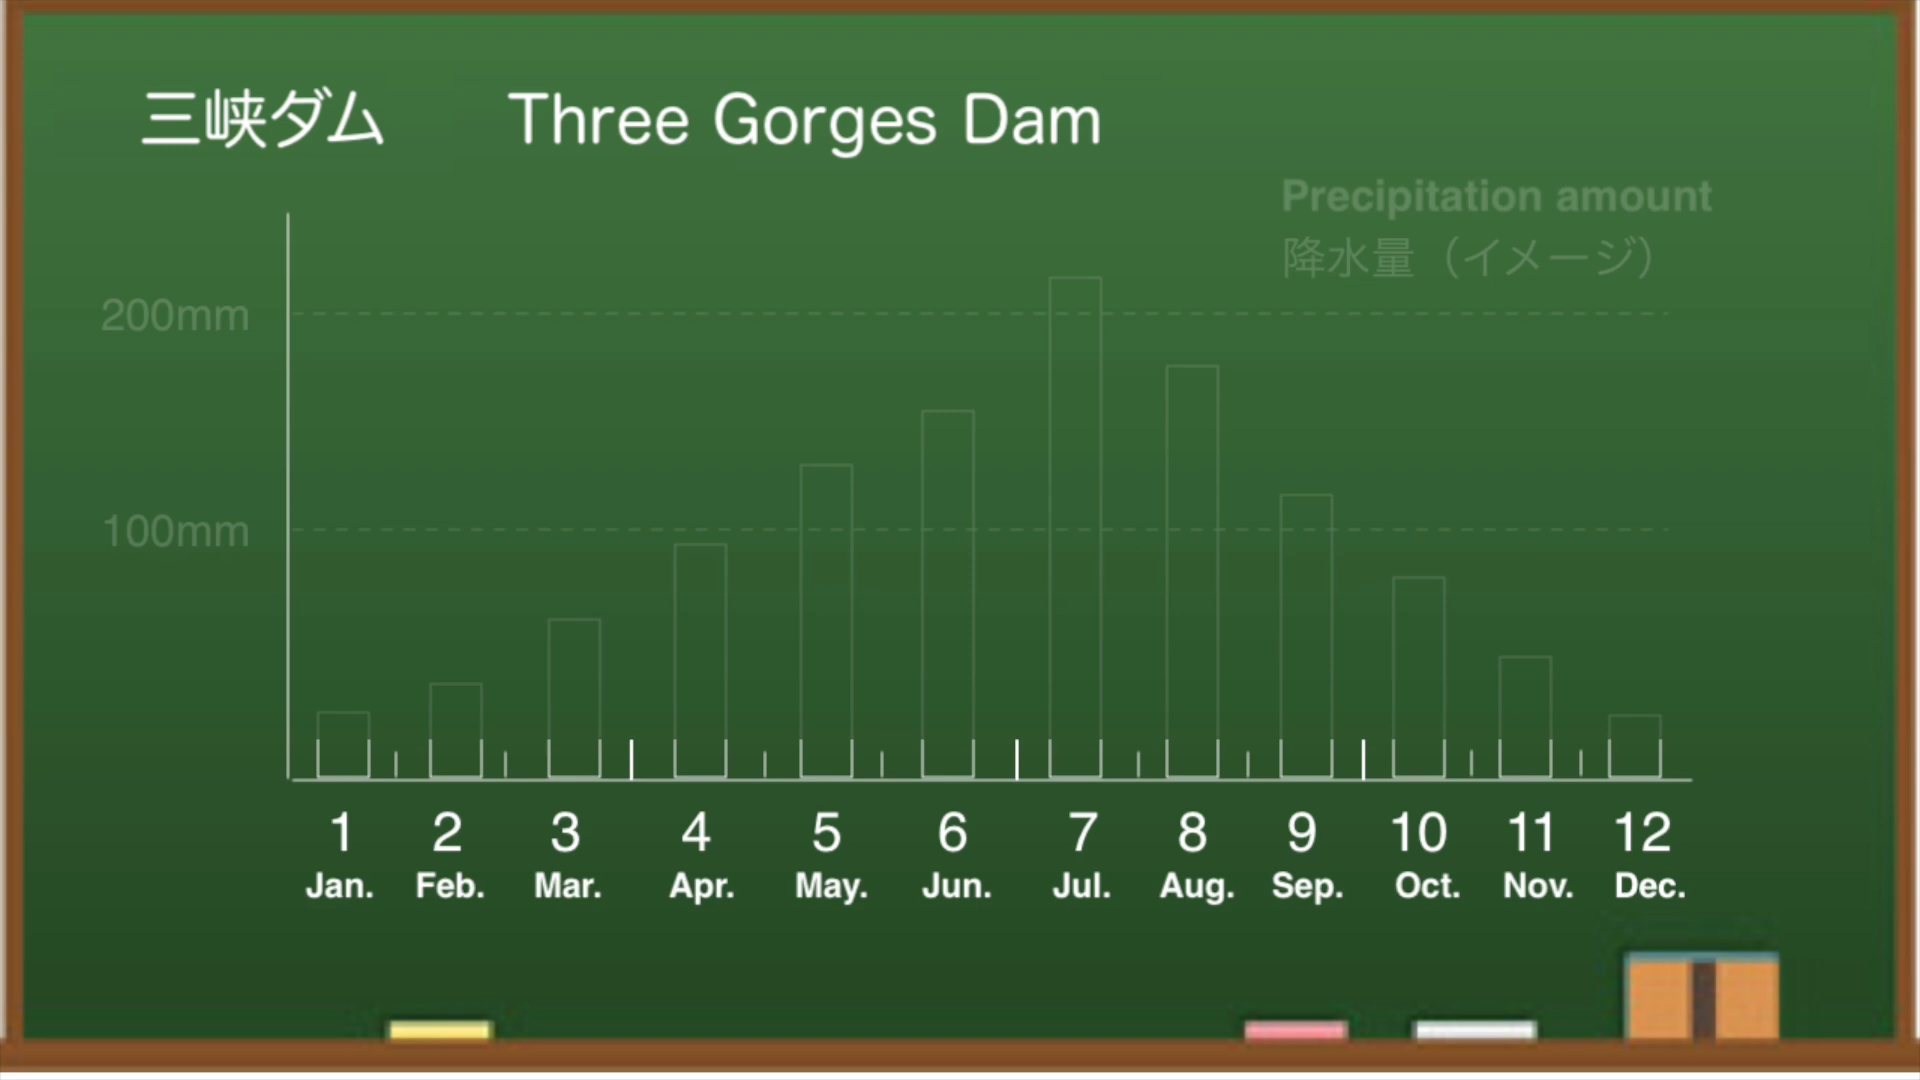 三峡ダム Three Gorges Dam
Precipitation amount
降水量（イメージ）
200mm
100mm
1 2 3 4 5 6 7 8 9 10 11 12
Jan. Feb. Mar. Apr. May. Jun. Jul. Aug. Sep. Oct. Nov. Dec.